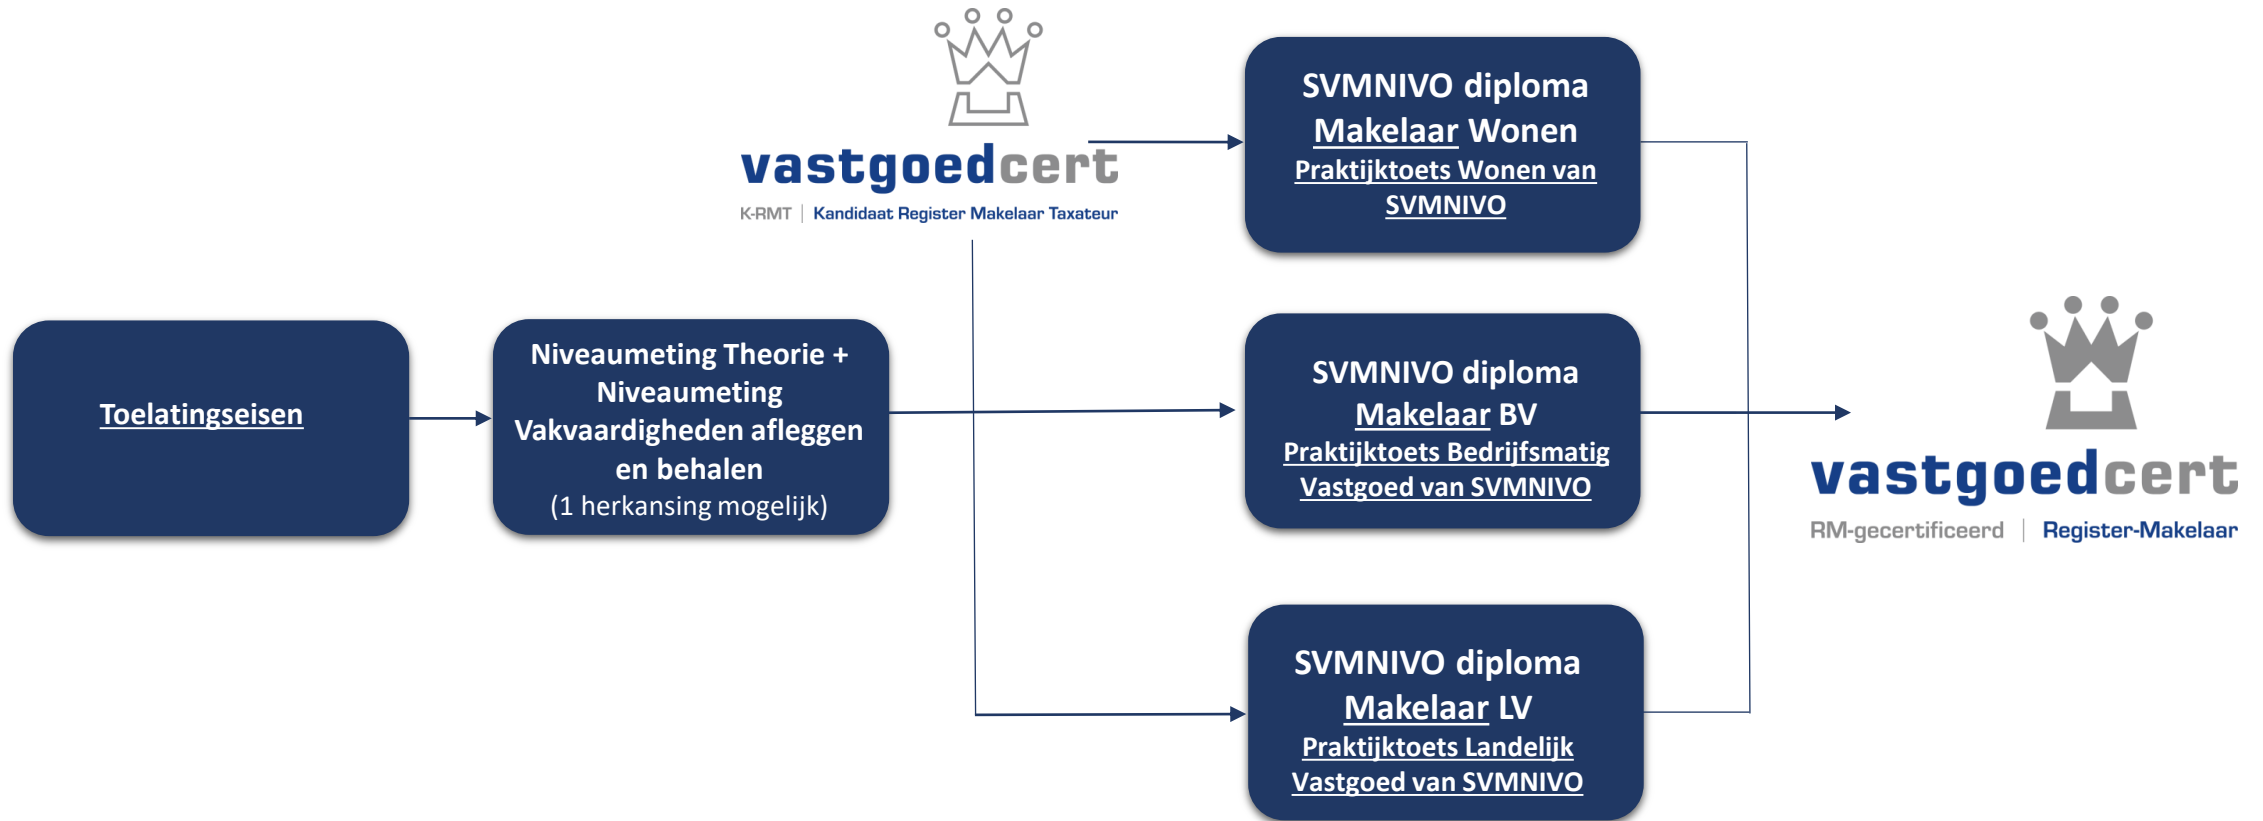 vastgoedcert
K-RMT | Kandidaat Register Makelaar Taxateur
Toelatingseisen
Niveaumeting Theorie +
Niveaumeting
Vakvaardigheden afleggen
en behalen
(1 herkansing mogelijk)
SVMNIVO diploma
Makelaar Wonen
Praktijktoets Wonen van
SVMNIVO
SVMNIVO diploma
Makelaar BV
Praktijktoets Bedrijfsmatig
Vastgoed van SVMNIVO
SVMNIVO diploma
Makelaar LV
Praktijktoets Landelijk
Vastgoed van SVMNIVO
vastgoedcert
RM-gecertificeerd | Register-Makelaar